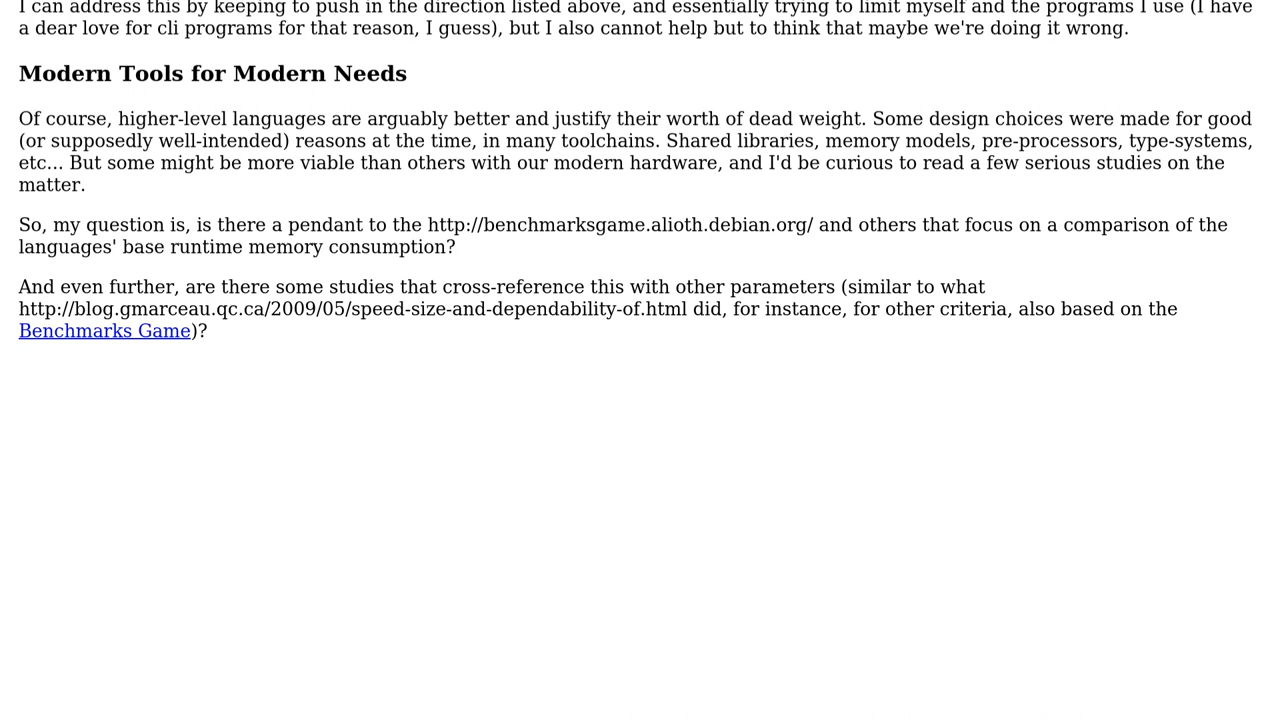 I can address this by keeping to push in the direction listed above, and essentially trying to limit myself and the programs I use (I have
a dear love for cli programs for that reason, I guess), but I also cannot help but to think that maybe we're doing it wrong.
Modern Tools for Modern Needs
Of course, higher-level languages are arguably better and justify their worth of dead weight. Some design choices were made for good
(or supposedly well-intended) reasons at the time, in many toolchains. Shared libraries, memory models, pre-processors, type-systems,
etc... But some might be more viable than others with our modern hardware, and I'd be curious to read a few serious studies on the
matter.
So, my question is, is there a pendant to the http://benchmarksgame.alioth.debian.org/ and others that focus on a comparison of the
languages' base runtime memory consumption?
And even further, are there some studies that cross-reference this with other parameters (similar to what
http://blog.gmarceau.qc.ca/2009/05/speed-size-and-dependability-of.html did, for instance, for other criteria, also based on the
Benchmarks Game)?